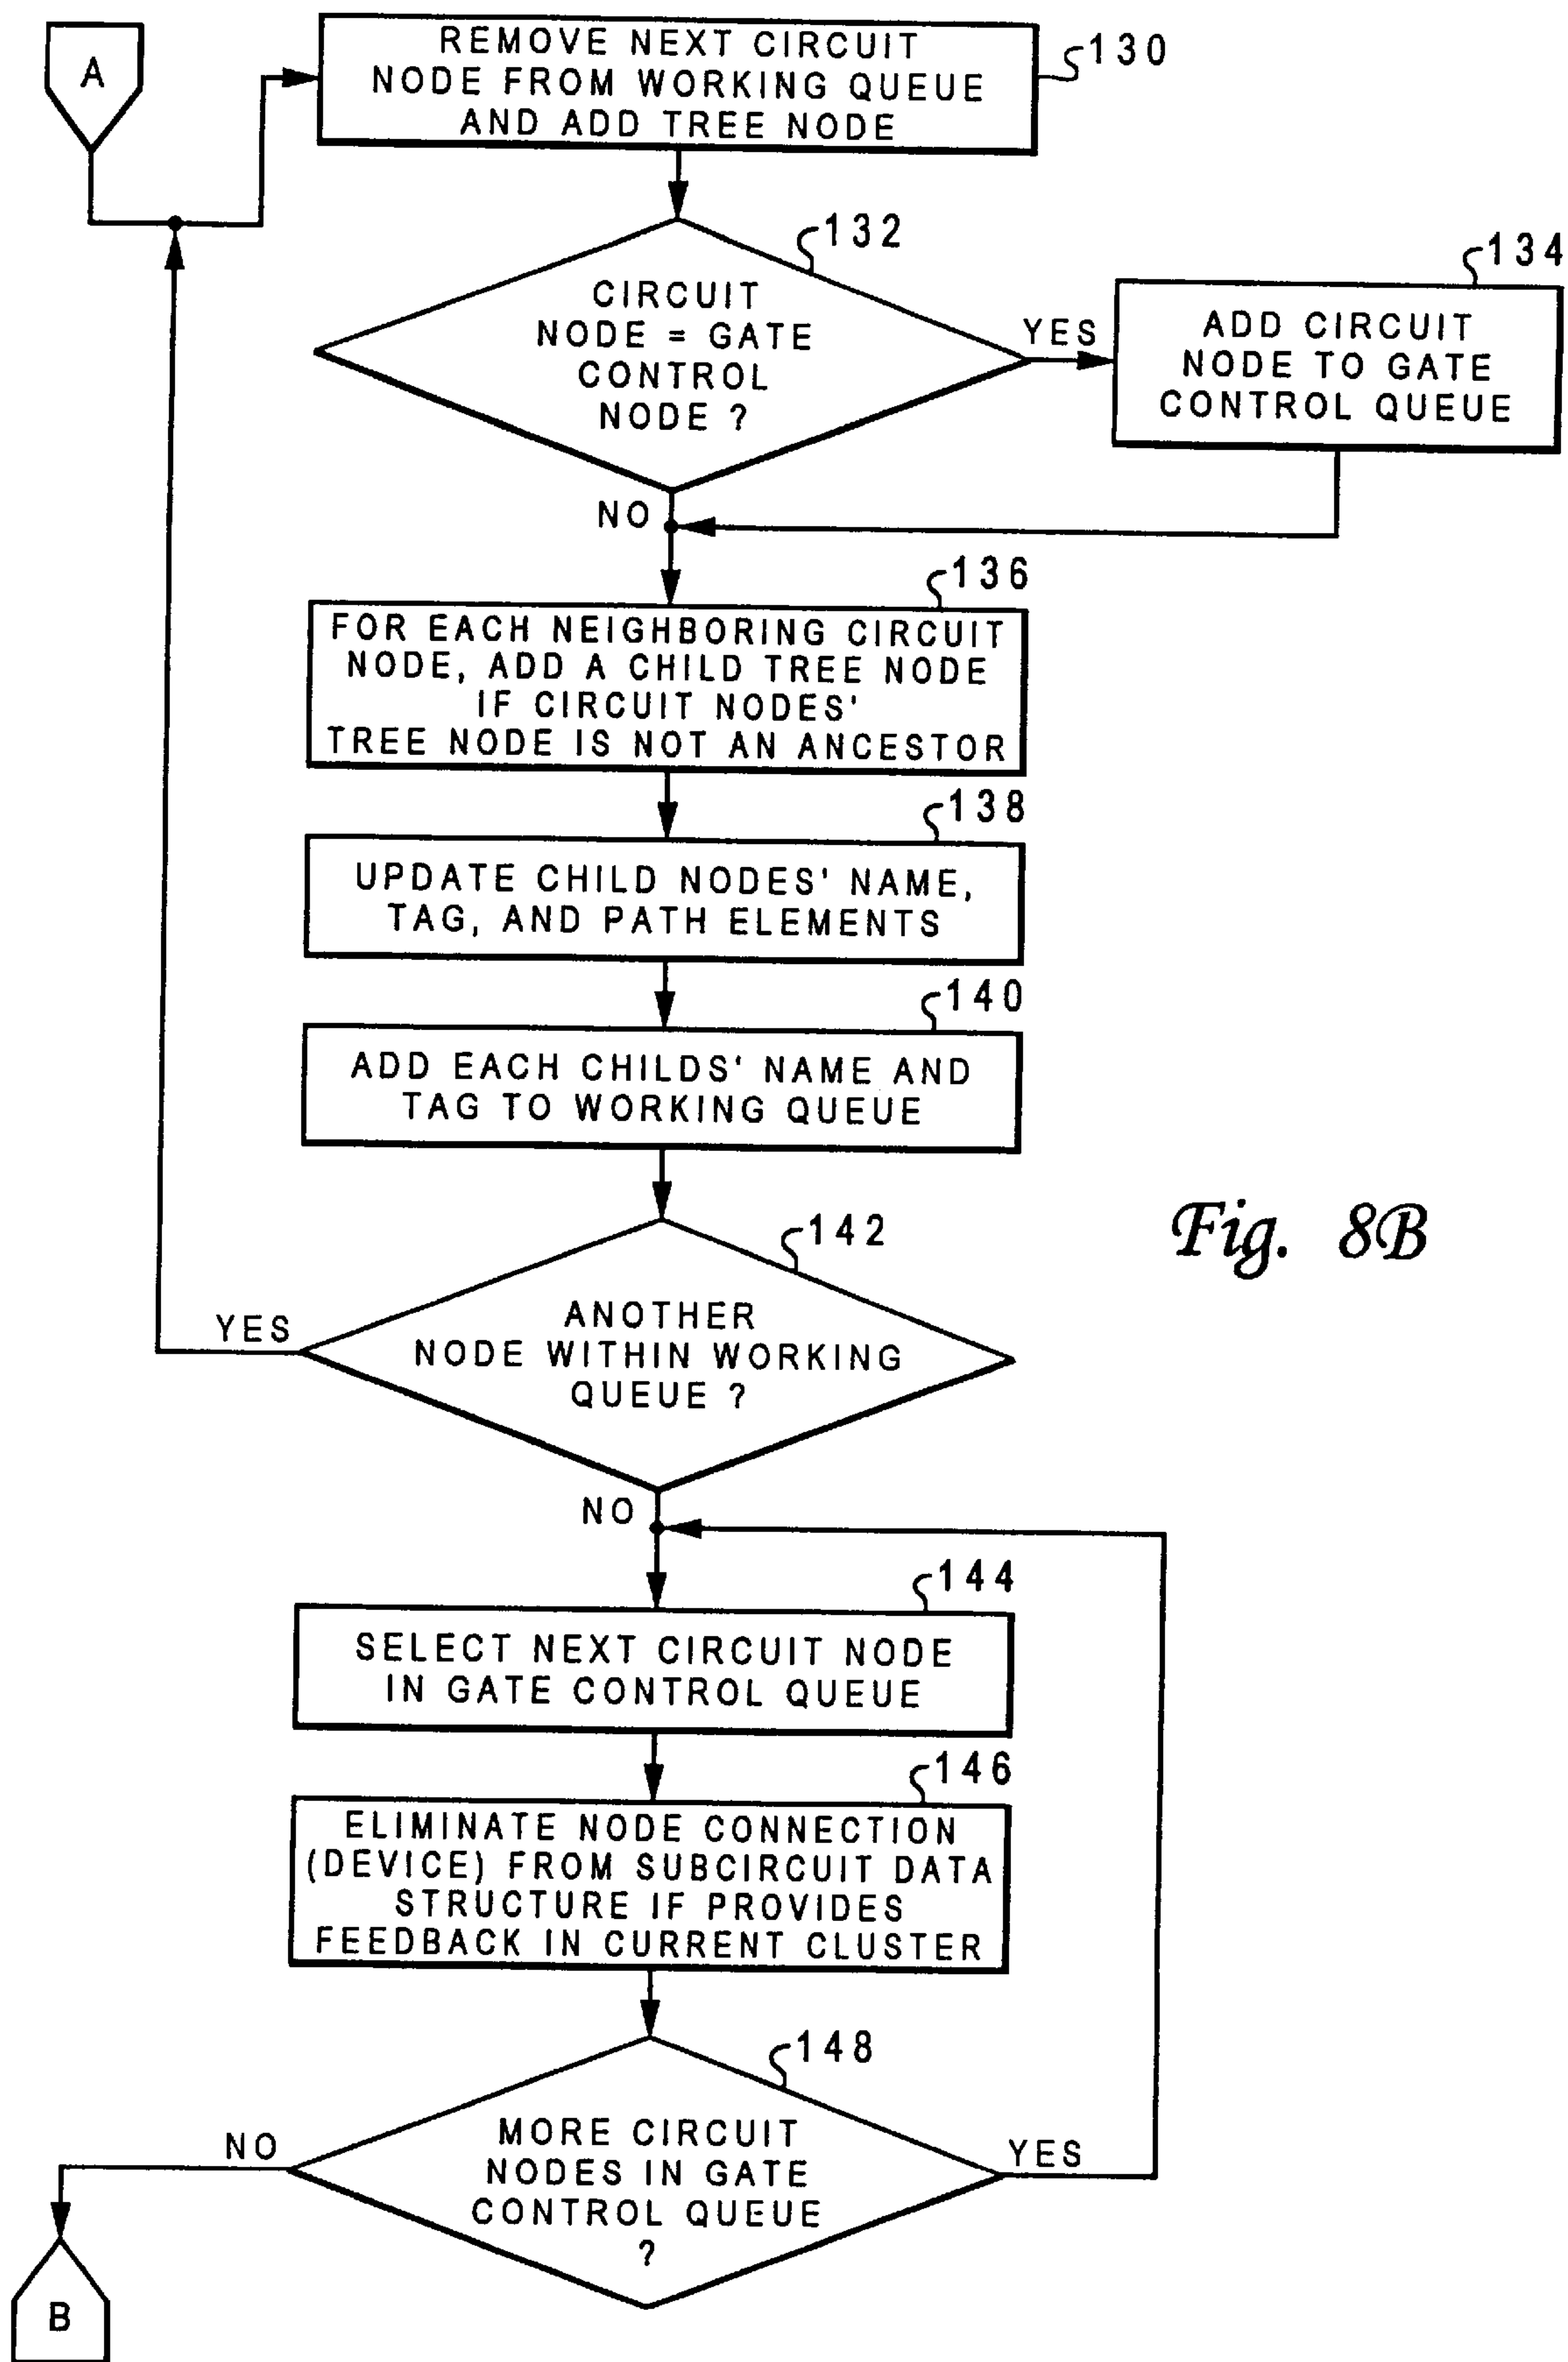 A
REMOVE NEXT CIRCUIT
NODE FROM WORKING QUEUE
AND ADD TREE NODE
130
132
CIRCUIT
NODE = GATE
CONTROL
NODE ?
YES
134
ADD CIRCUIT
NODE TO GATE
CONTROL QUEUE
NO
136
FOR EACH NEIGHBORING CIRCUIT
NODE, ADD A CHILD TREE NODE
IF CIRCUIT NODES'
TREE NODE IS NOT AN ANCESTOR
138
UPDATE CHILD NODES' NAME,
TAG, AND PATH ELEMENTS
140
ADD EACH CHILDS' NAME AND
TAG TO WORKING QUEUE
142
ANOTHER
NODE WITHIN WORKING
QUEUE ?
YES
Fig. 8B
NO
144
SELECT NEXT CIRCUIT NODE
IN GATE CONTROL QUEUE
146
ELIMINATE NODE CONNECTION
(DEVICE) FROM SUBCIRCUIT DATA
STRUCTURE IF PROVIDES
FEEDBACK IN CURRENT CLUSTER
148
MORE CIRCUIT
NODES IN GATE
CONTROL QUEUE
?
NO
YES
B